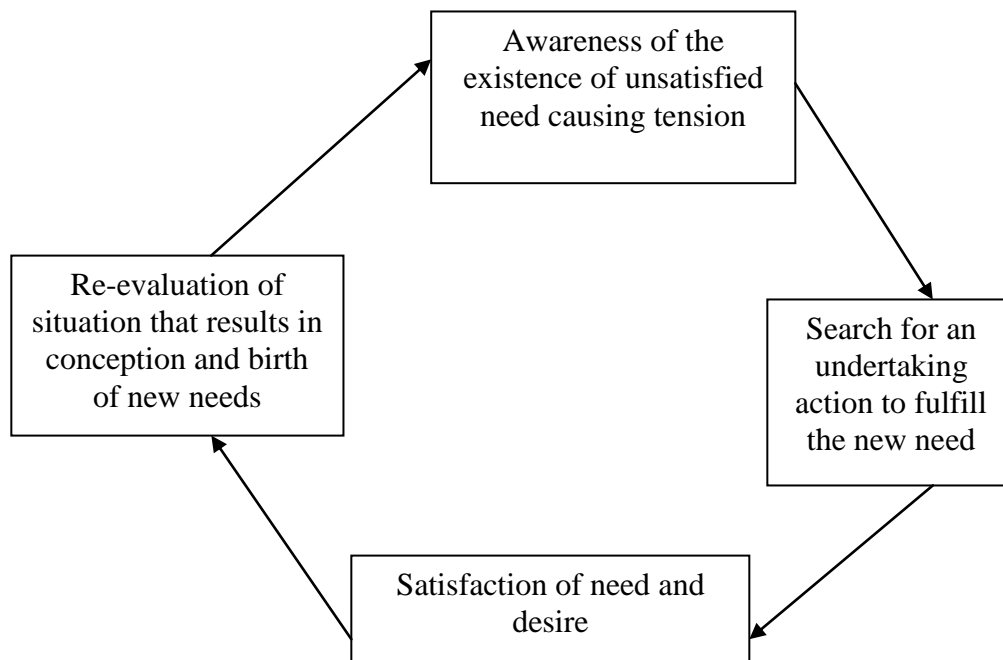 Awareness of the
existence of unsatisfied
need causing tension
Search for an
undertaking
action to fulfill
the new need
Satisfaction of need and
desire
Re-evaluation of
situation that results in
conception and birth
of new needs